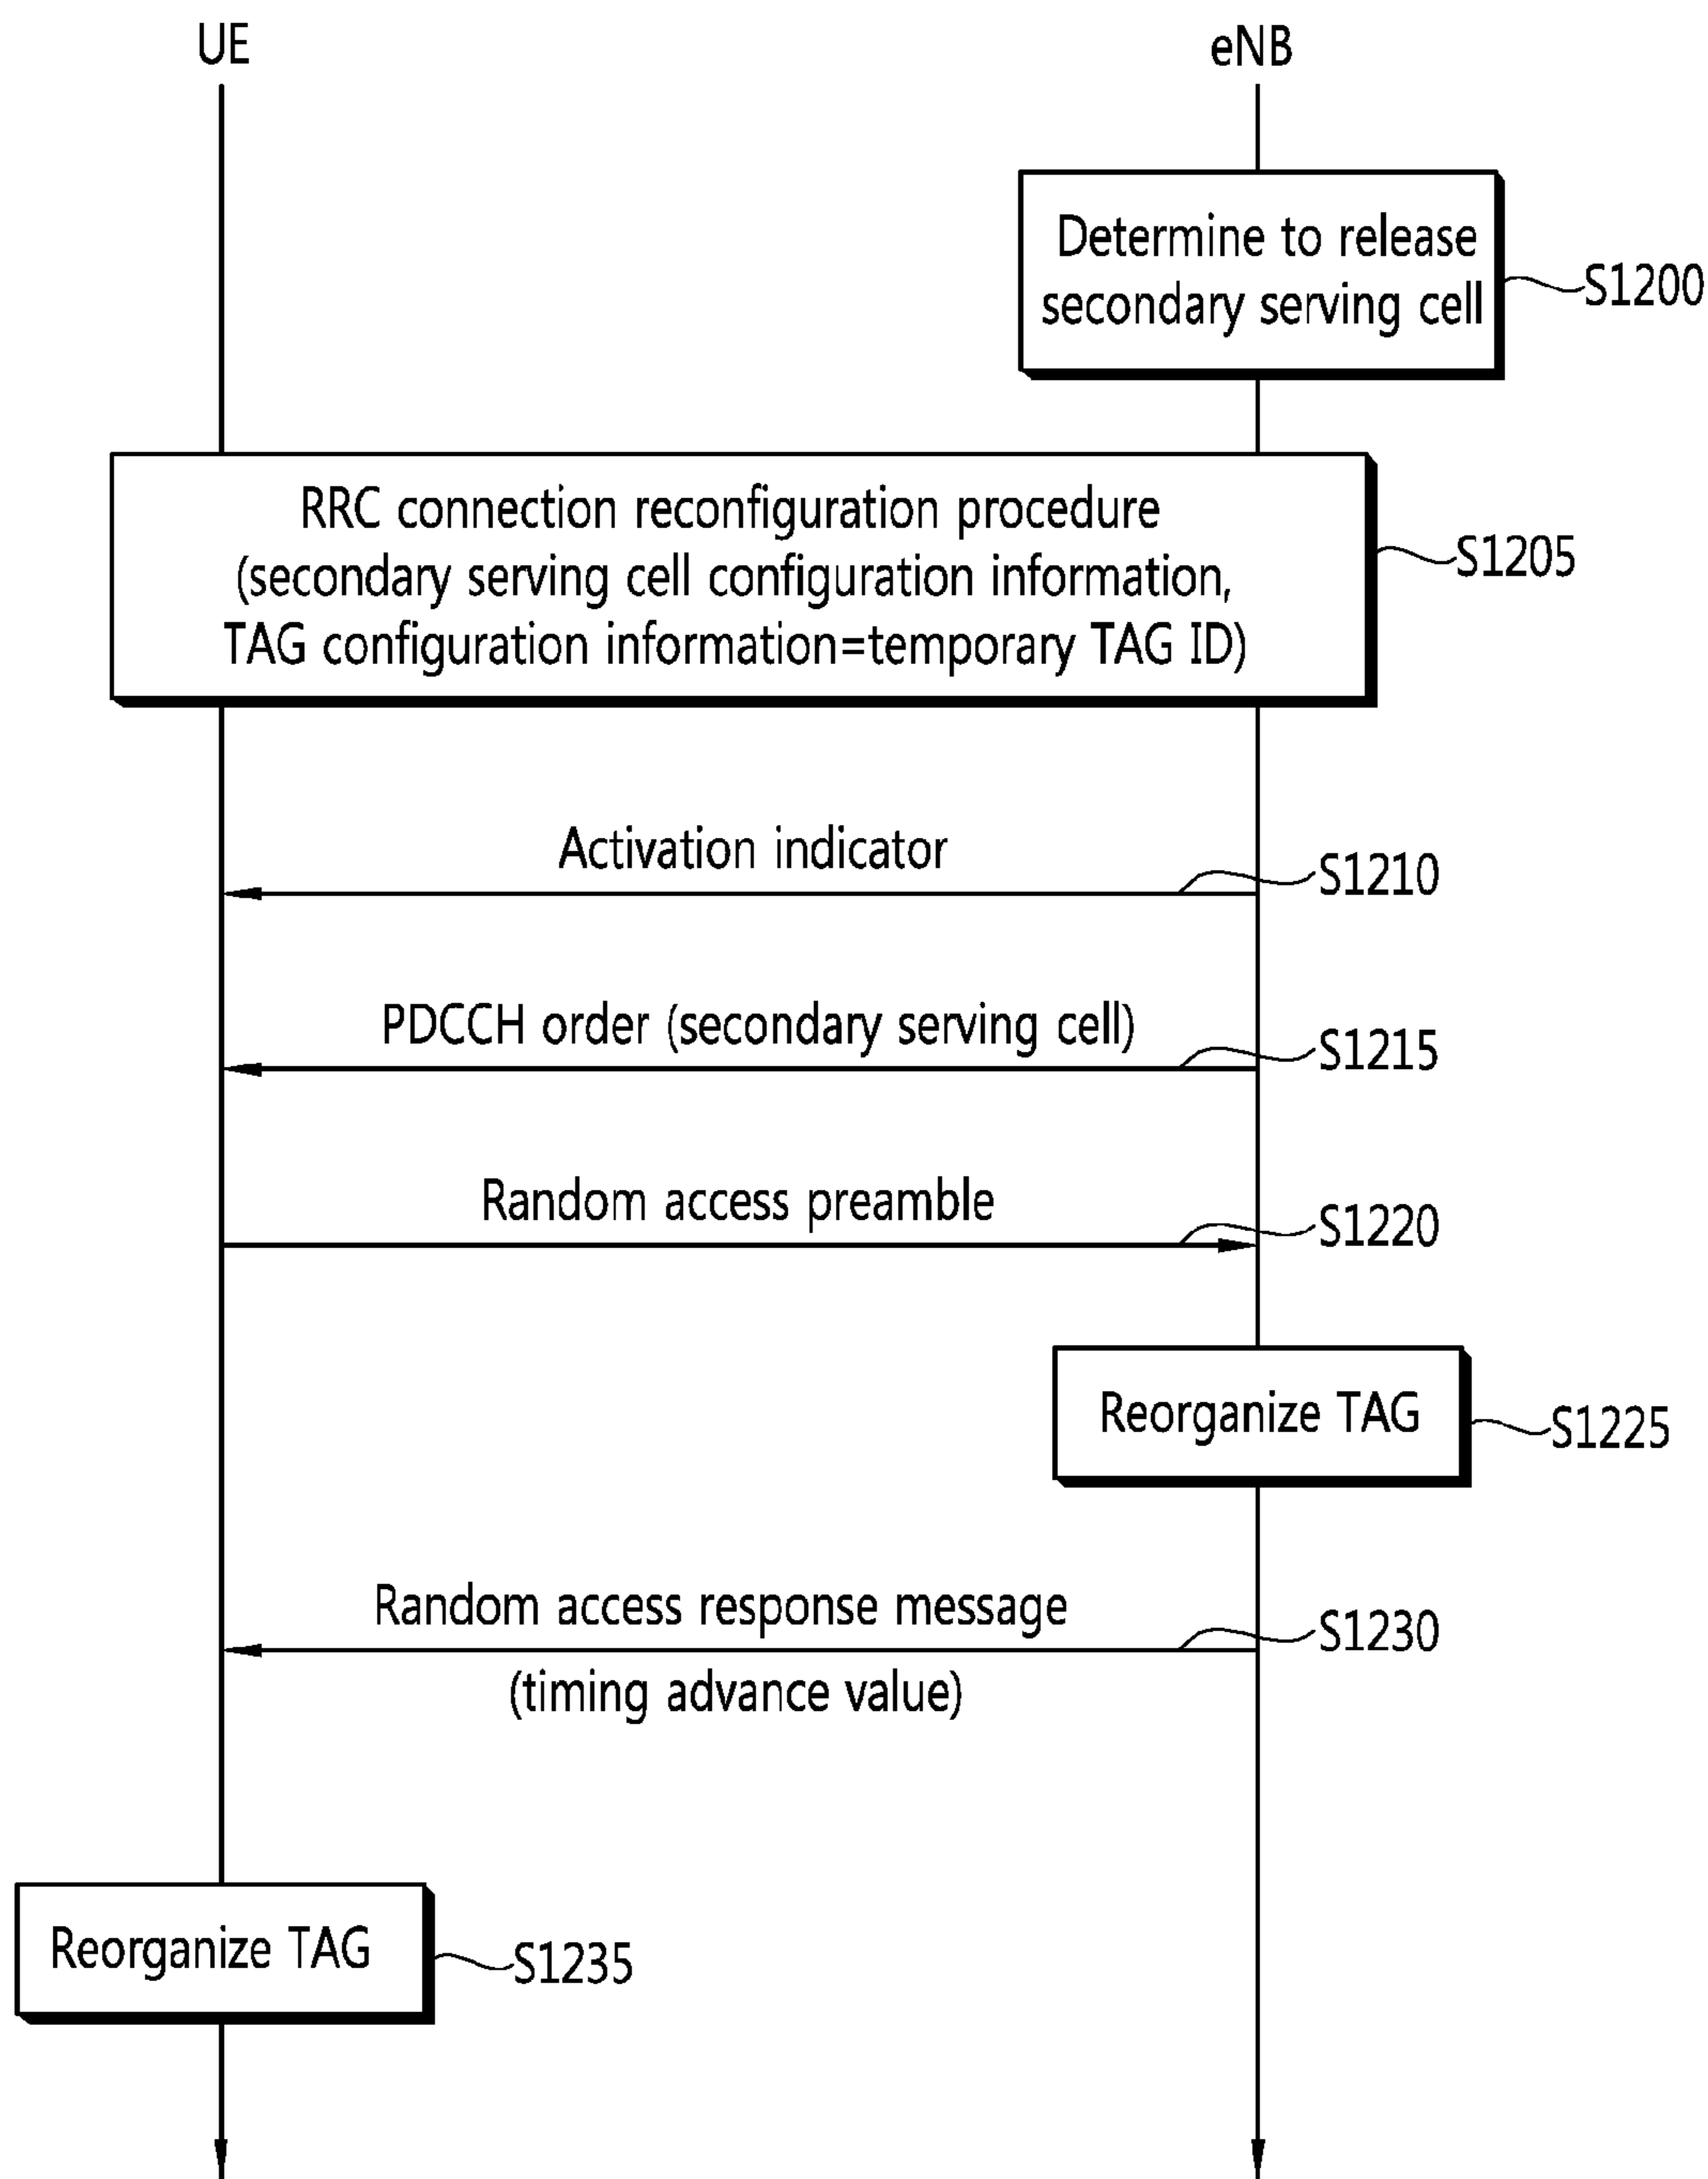 UE
eNB
Determine to release
secondary serving cell
S1200
RRC connection reconfiguration procedure
(secondary serving cell configuration information,
TAG configuration information=temporary TAG ID)
S1205
Activation indicator
S1210
PDCCH order (secondary serving cell)
S1215
Random access preamble
S1220
Reorganize TAG
S1225
Random access response message
S1230
(timing advance value)
Reorganize TAG
S1235